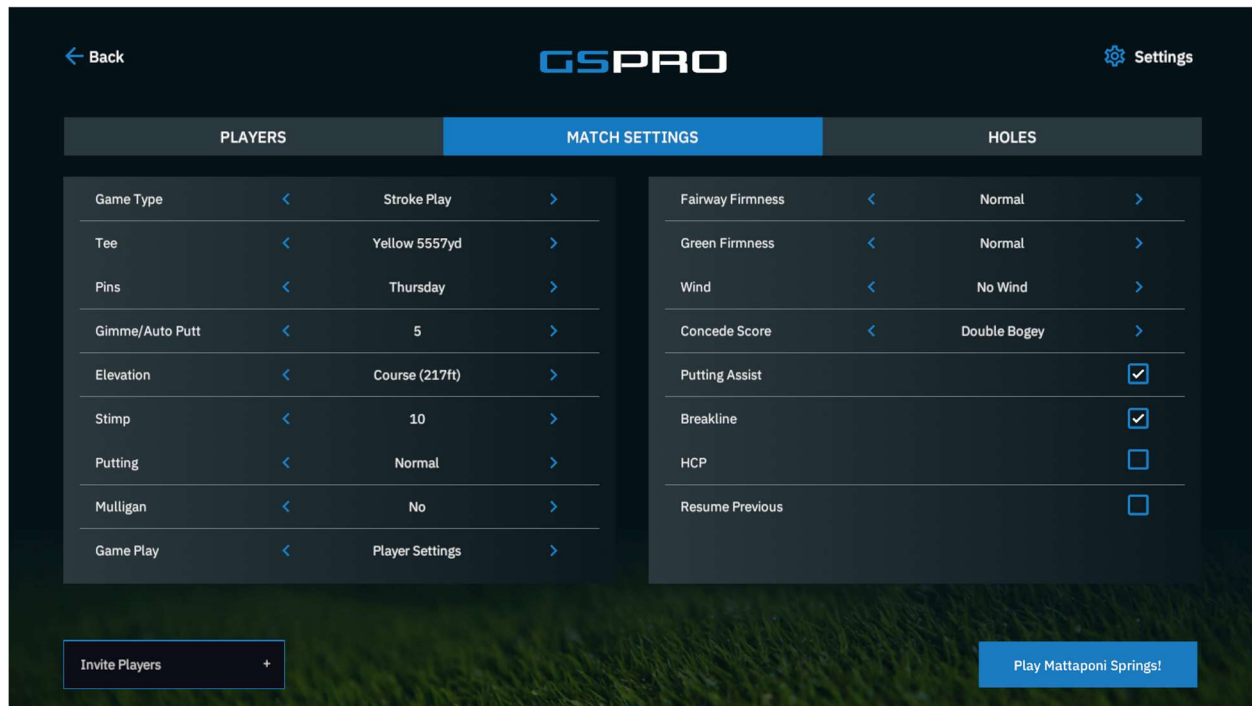 Back
GSPRO
Settings
PLAYERS
MATCH SETTINGS
HOLES
Game Type < Stroke Play >
Tee < Yellow 5557yd >
Pins < Thursday >
Gimme/Auto Putt < 5 >
Elevation < Course (217ft) >
Stimp < 10 >
Putting < Normal >
Mulligan < No >
Game Play < Player Settings >
Fairway Firmness < Normal >
Green Firmness < Normal >
Wind < No Wind >
Concede Score < Double Bogey >
Putting Assist
Breakline
HCP
Resume Previous
Invite Players +
Play Mattaponi Springs!